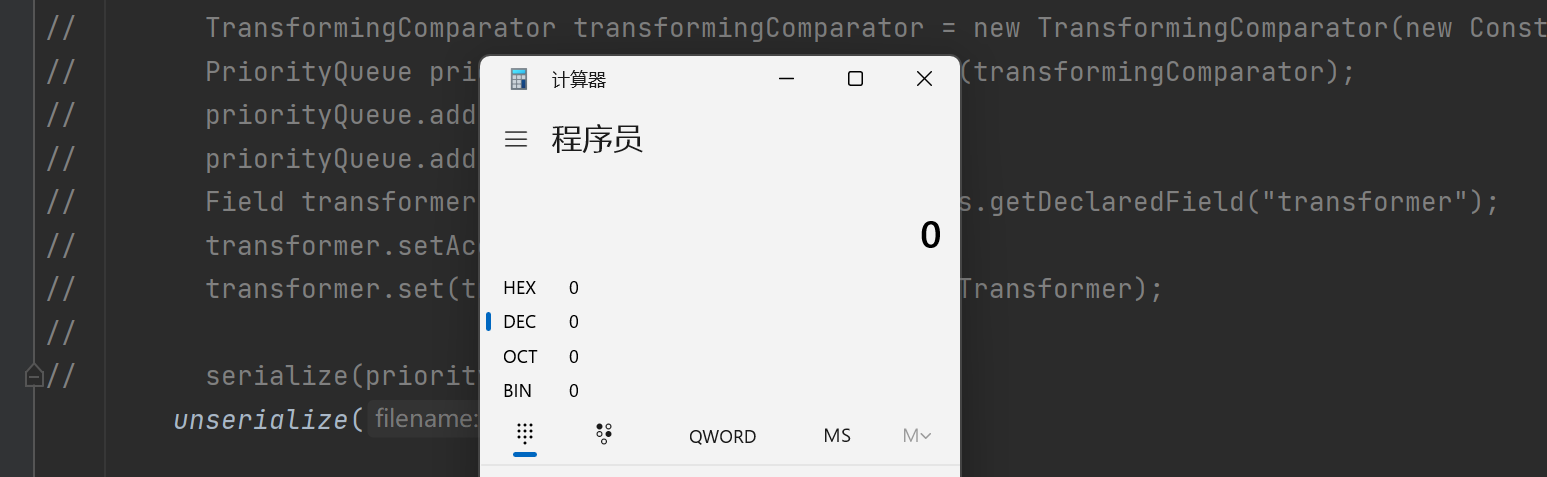 // TransformingComparator transformingComparator = new TransformingComparator(new Const
计算器
// PriorityQueue pri (transformingComparator);
// priorityQueue.add
程序员
// priorityQueue.add
// Field transformer s.getDeclaredField("transformer");
0
// transformer.setAc
// transformer.set(t Transformer);
HEX 0
DEC 0
//
OCT 0
// serialize(priorit
BIN 0
unserialize( filename:
QWORD MS M